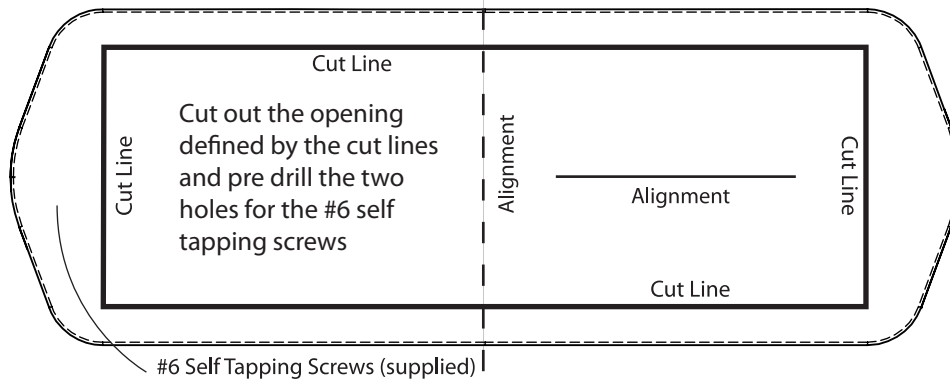 Cut Line
Cut out the opening
defined by the cut lines
and pre drill the two
holes for the #6 self
tapping screws
Cut Line
Alignment
Alignment
Cut Line
Cut Line
#6 Self Tapping Screws (supplied)